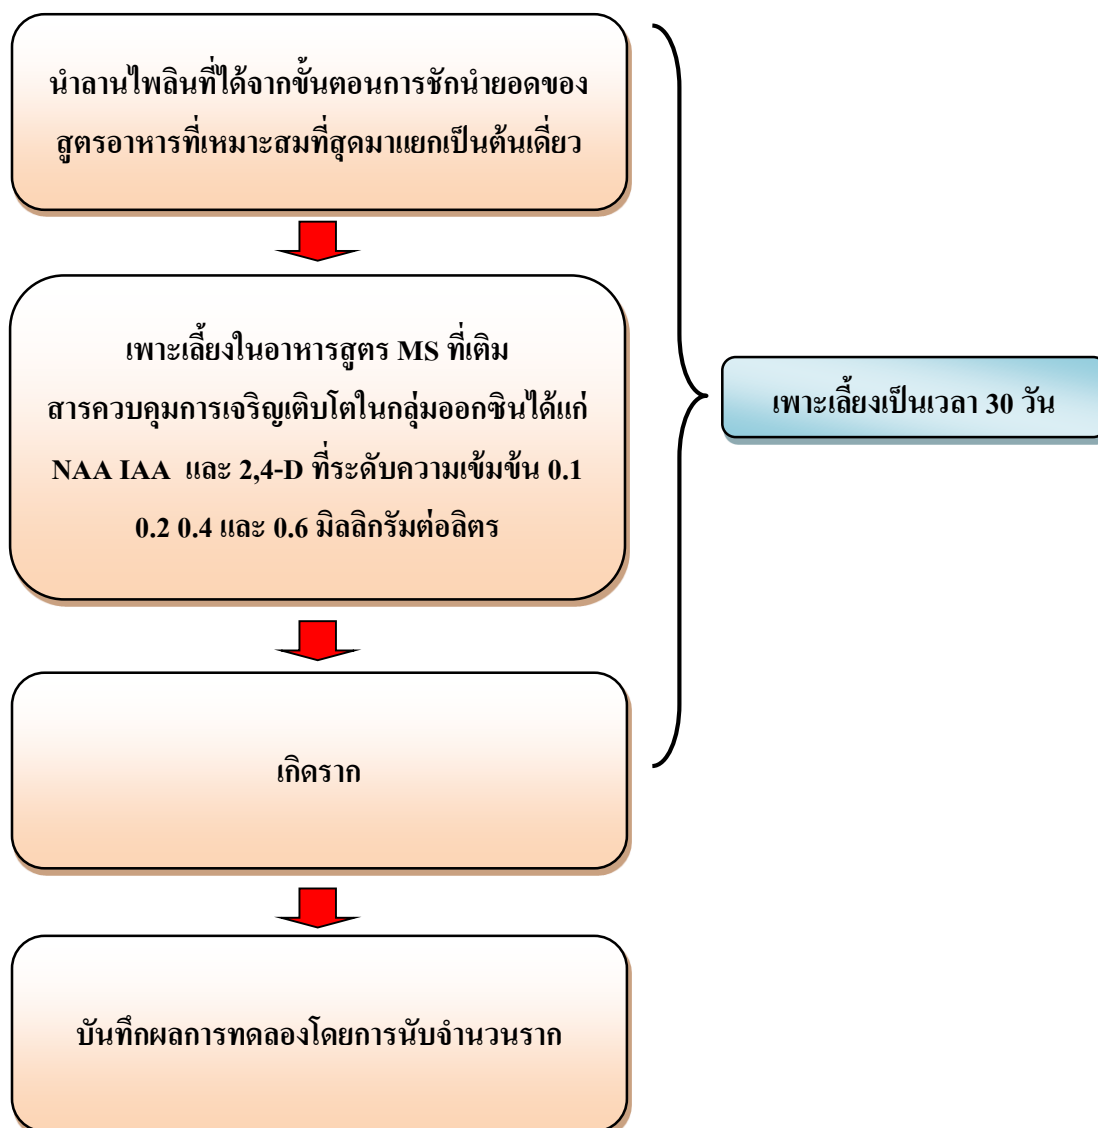 นำลานไพลินที่ได้จากขั้นตอนการชักนำยอดของ
สูตรอาหารที่เหมาะสมที่สุดมาแยกเป็นต้นเดี่ยว
เพาะเลี้ยงในอาหารสูตร MS ที่เติม
สารควบคุมการเจริญเติบโตในกลุ่มออกซินได้แก่
NAA IAA และ 2,4-D ที่ระดับความเข้มข้น 0.1
0.2 0.4 และ 0.6 มิลลิกรัมต่อลิตร
เพาะเลี้ยงเป็นเวลา 30 วัน
เกิดราก
บันทึกผลการทดลองโดยการนับจำนวนราก